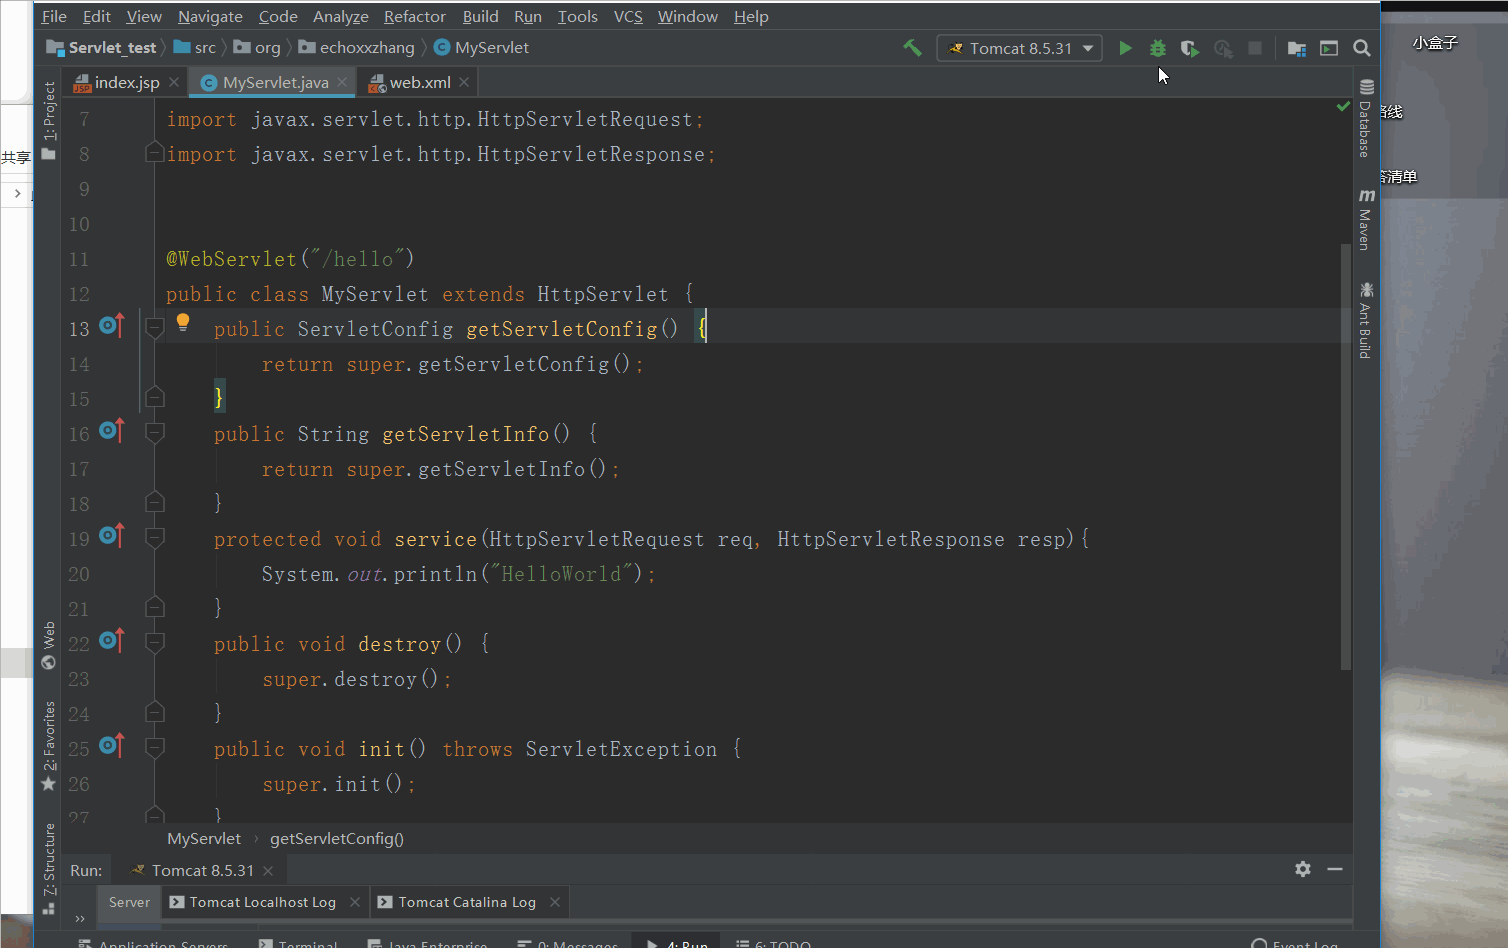 File Edit View Navigate Code Analyze Refactor Build Run Tools VCS Window Help
Servlet_test src org echoxxzhang MyServlet Tomcat 8.5.31
小盒子
index.jsp MyServlet.java web.xml
1: Project
共享
Database
络线
答清单
Maven
Ant Build
7 import javax.servlet.http.HttpServletRequest;
8 import javax.servlet.http.HttpServletResponse;
9
10
11 @WebServlet("/hello")
12 public class MyServlet extends HttpServlet {
13 public ServletConfig getServletConfig() {
14 return super.getServletConfig();
15 }
16 public String getServletInfo() {
17 return super.getServletInfo();
18 }
19 protected void service(HttpServletRequest req, HttpServletResponse resp){
20 System.out.println("HelloWorld");
21 }
22 public void destroy() {
23 super.destroy();
24 }
25 public void init() throws ServletException {
26 super.init();
27 }
Web
2: Favorites
7: Structure
MyServlet getServletConfig()
Run: Tomcat 8.5.31
Server Tomcat Localhost Log Tomcat Catalina Log
Application Servers Terminal Java Enterprise 0: Messages 4: Run 6: TODO Event Log